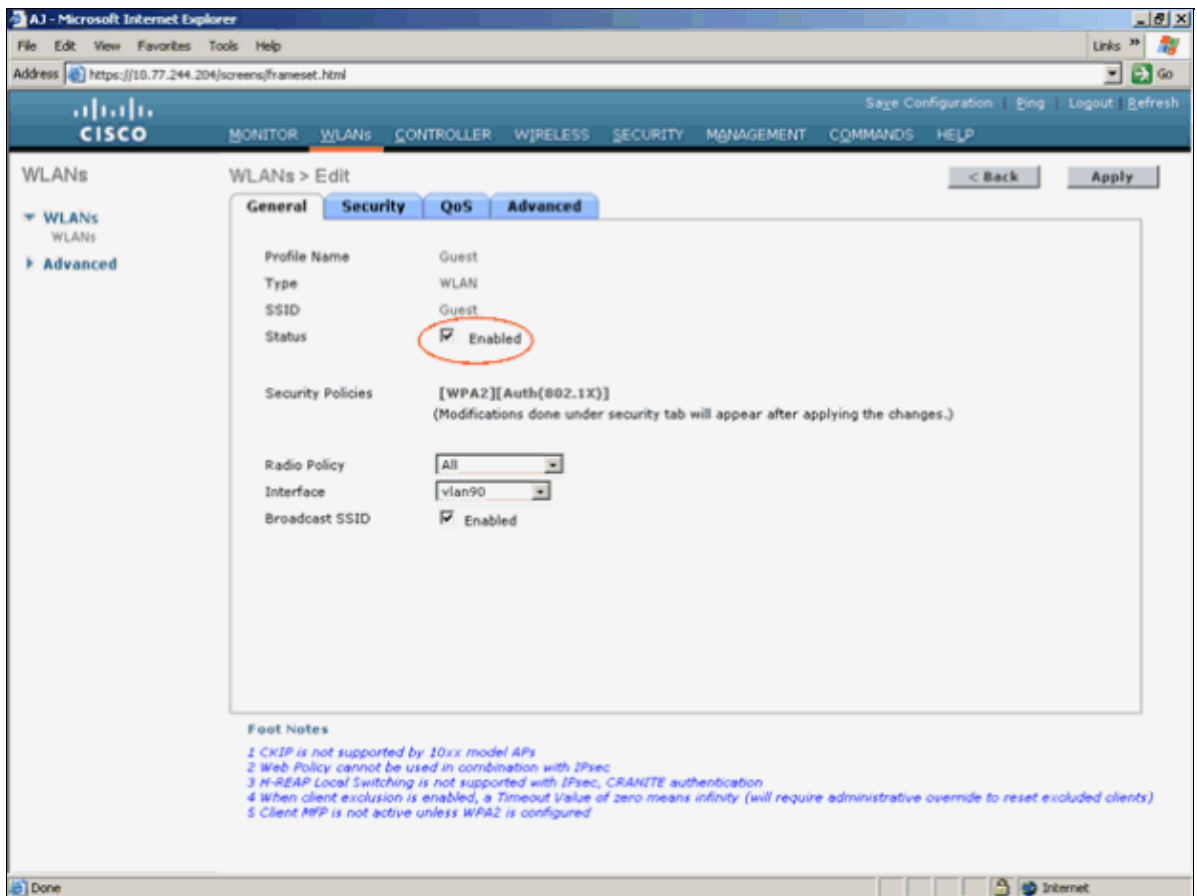 AJ - Microsoft Internet Explorer
File Edit View Favorites Tools Help Links »
Address https://10.77.244.204/screens/frameset.html Go
Save Configuration | Ping | Logout | Refresh
CISCO MONITOR WLANs CONTROLLER WIRELESS SECURITY MANAGEMENT COMMANDS HELP
WLANs
WLANs
WLANs
Advanced
WLANs > Edit
< Back Apply
General Security QoS Advanced
Profile Name Guest
Type WLAN
SSID Guest
Status Enabled
Security Policies [WPA2][Auth(802.1X)]
(Modifications done under security tab will appear after applying the changes.)
Radio Policy All
Interface vlan90
Broadcast SSID Enabled
Foot Notes
1 CKIP is not supported by 10xx model APs
2 Web Policy cannot be used in combination with IPsec
3 H-REAP Local Switching is not supported with IPsec, CRANITE authentication
4 When client exclusion is enabled, a Timeout Value of zero means infinity (will require administrative override to reset excluded clients)
5 Client MFP is not active unless WPA2 is configured
Done Internet